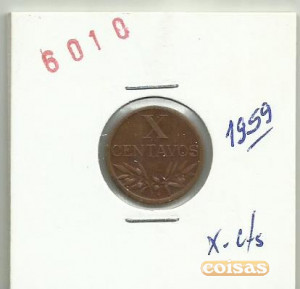 6010
X
CENTAVOS
1959
X-c/s
coisas